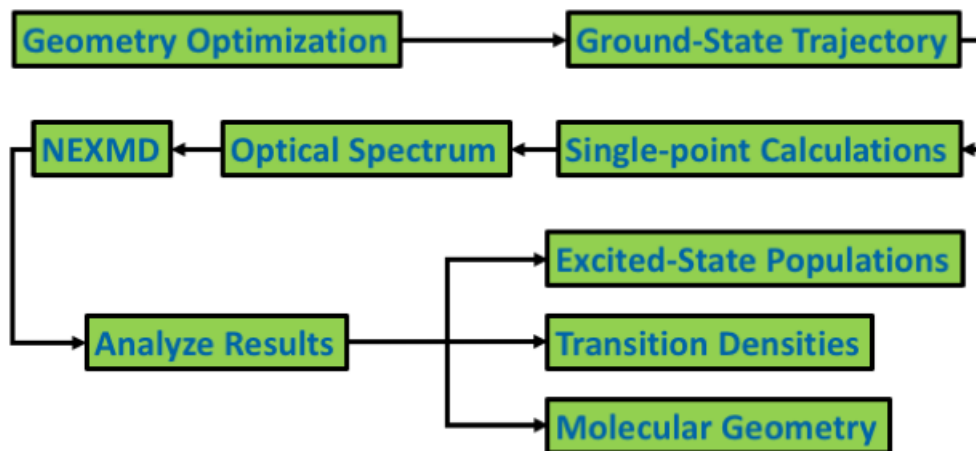 Geometry Optimization
Ground-State Trajectory
NEXMD
Optical Spectrum
Single-point Calculations
Excited-State Populations
Analyze Results
Transition Densities
Molecular Geometry